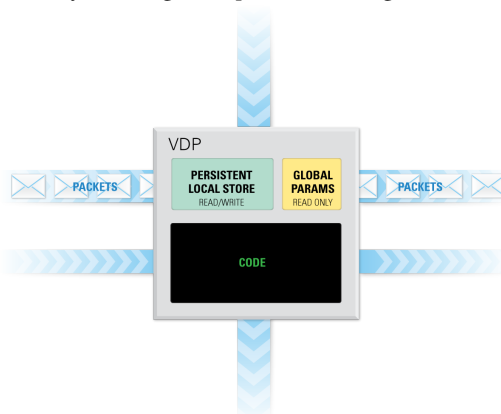 VDP
PERSISTENT
LOCAL STORE
READ/WRITE
GLOBAL
PARAMS
READ ONLY
PACKETS
PACKETS
CODE